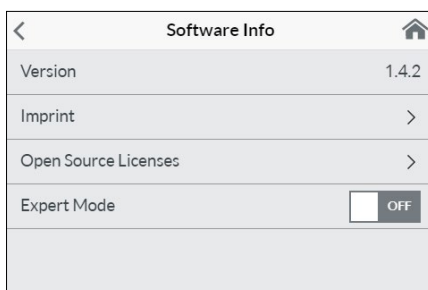 Software Info
Version 1.4.2
Imprint
Open Source Licenses
Expert Mode OFF